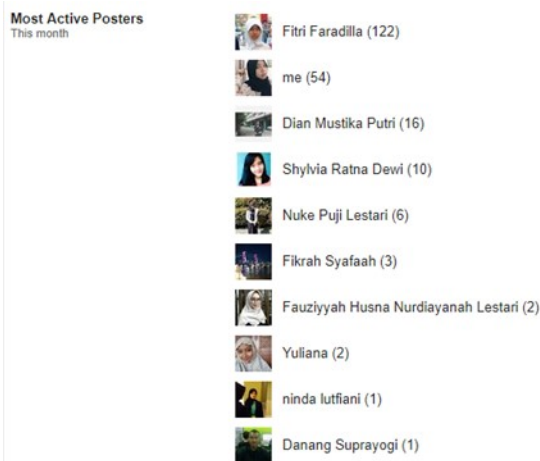 Most Active Posters
This month
Fitri Faradilla (122)
me (54)
Dian Mustika Putri (16)
Shylvia Ratna Dewi (10)
Nuke Puji Lestari (6)
Fikrah Syafaah (3)
Fauziyyah Husna Nurdiayanah Lestari (2)
Yuliana (2)
ninda lutfiani (1)
Danang Suprayogi (1)